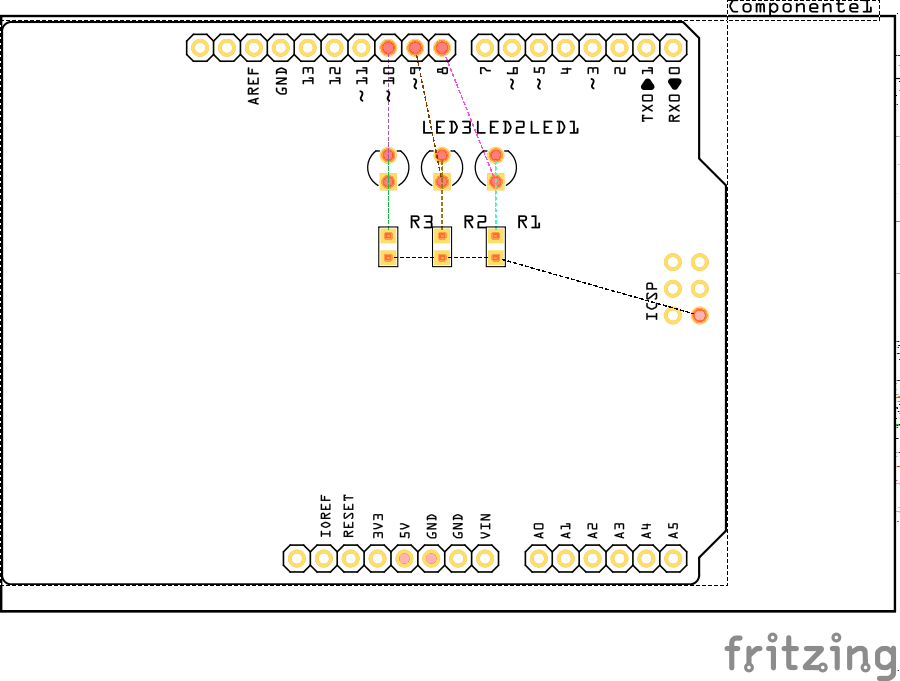 Componente1
AREF GND 13 12 ~11 ~10 ~9 8 7 ~6 ~5 4 ~3 2 TX0▶1 RX0◀0
LED3LED2LED1
R3 R2 R1
ICSP
IOREF RESET 3V3 5V GND GND VIN A0 A1 A2 A3 A4 A5
fritzing